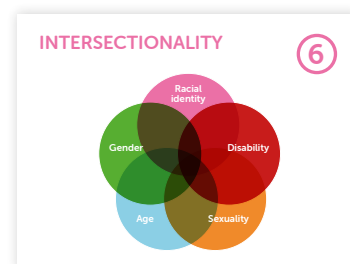 INTERSECTIONALITY
6
Racial
identity
Gender
Disability
Age
Sexuality